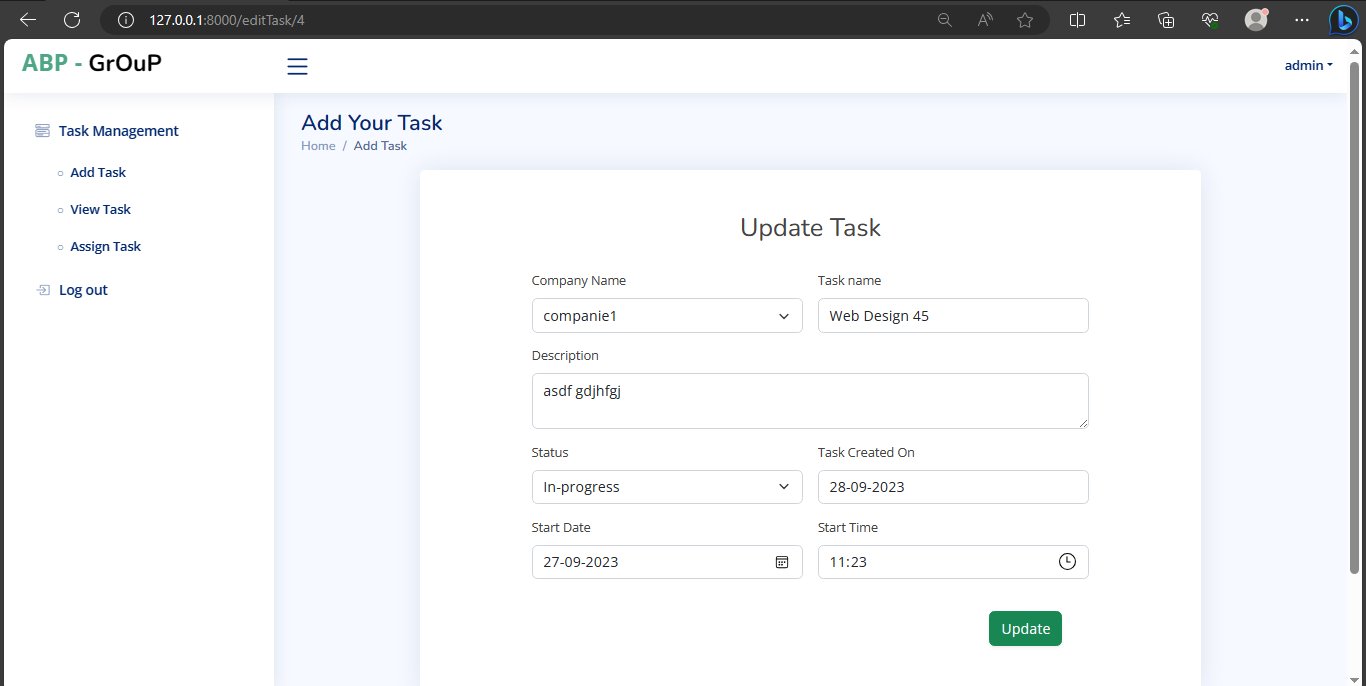 127.0.0.1:8000/editTask/4
ABP - GrOuP
admin
Task Management
Add Task
View Task
Assign Task
Log out
Add Your Task
Home / Add Task
Update Task
Company Name
companie1
Task name
Web Design 45
Description
asdf gdjhfgj
Status
In-progress
Task Created On
28-09-2023
Start Date
27-09-2023
Start Time
11:23
Update